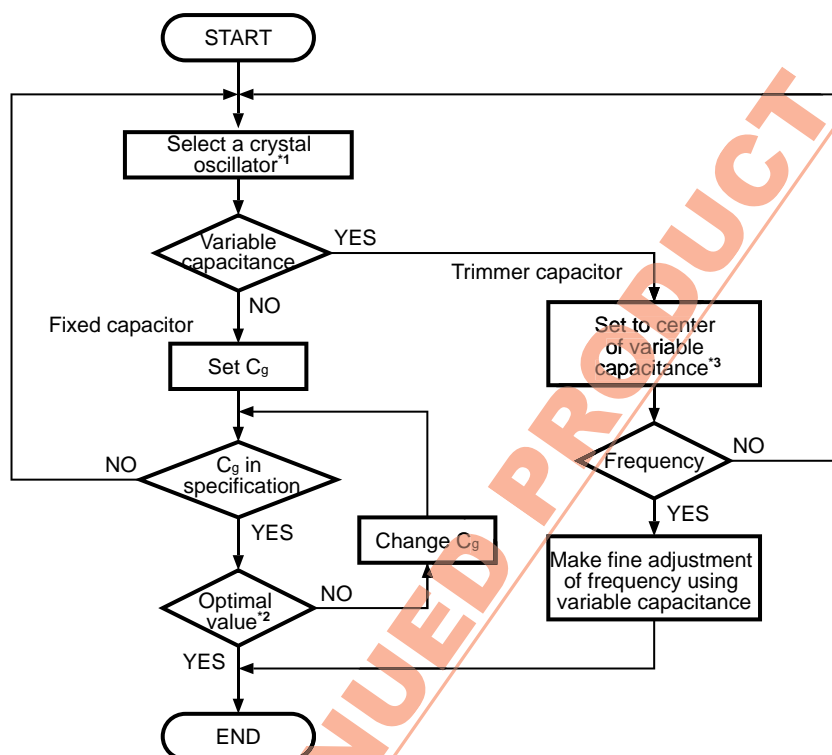 START
Select a crystal
oscillator*1
Variable
capacitance
YES
NO
Trimmer capacitor
Fixed capacitor
Set Cg
Set to center
of variable
capacitance*3
Cg in
specification
NO
YES
Frequency
NO
YES
Change Cg
Make fine adjustment
of frequency using
variable capacitance
Optimal
value*2
NO
YES
END
NUED PRODUCT